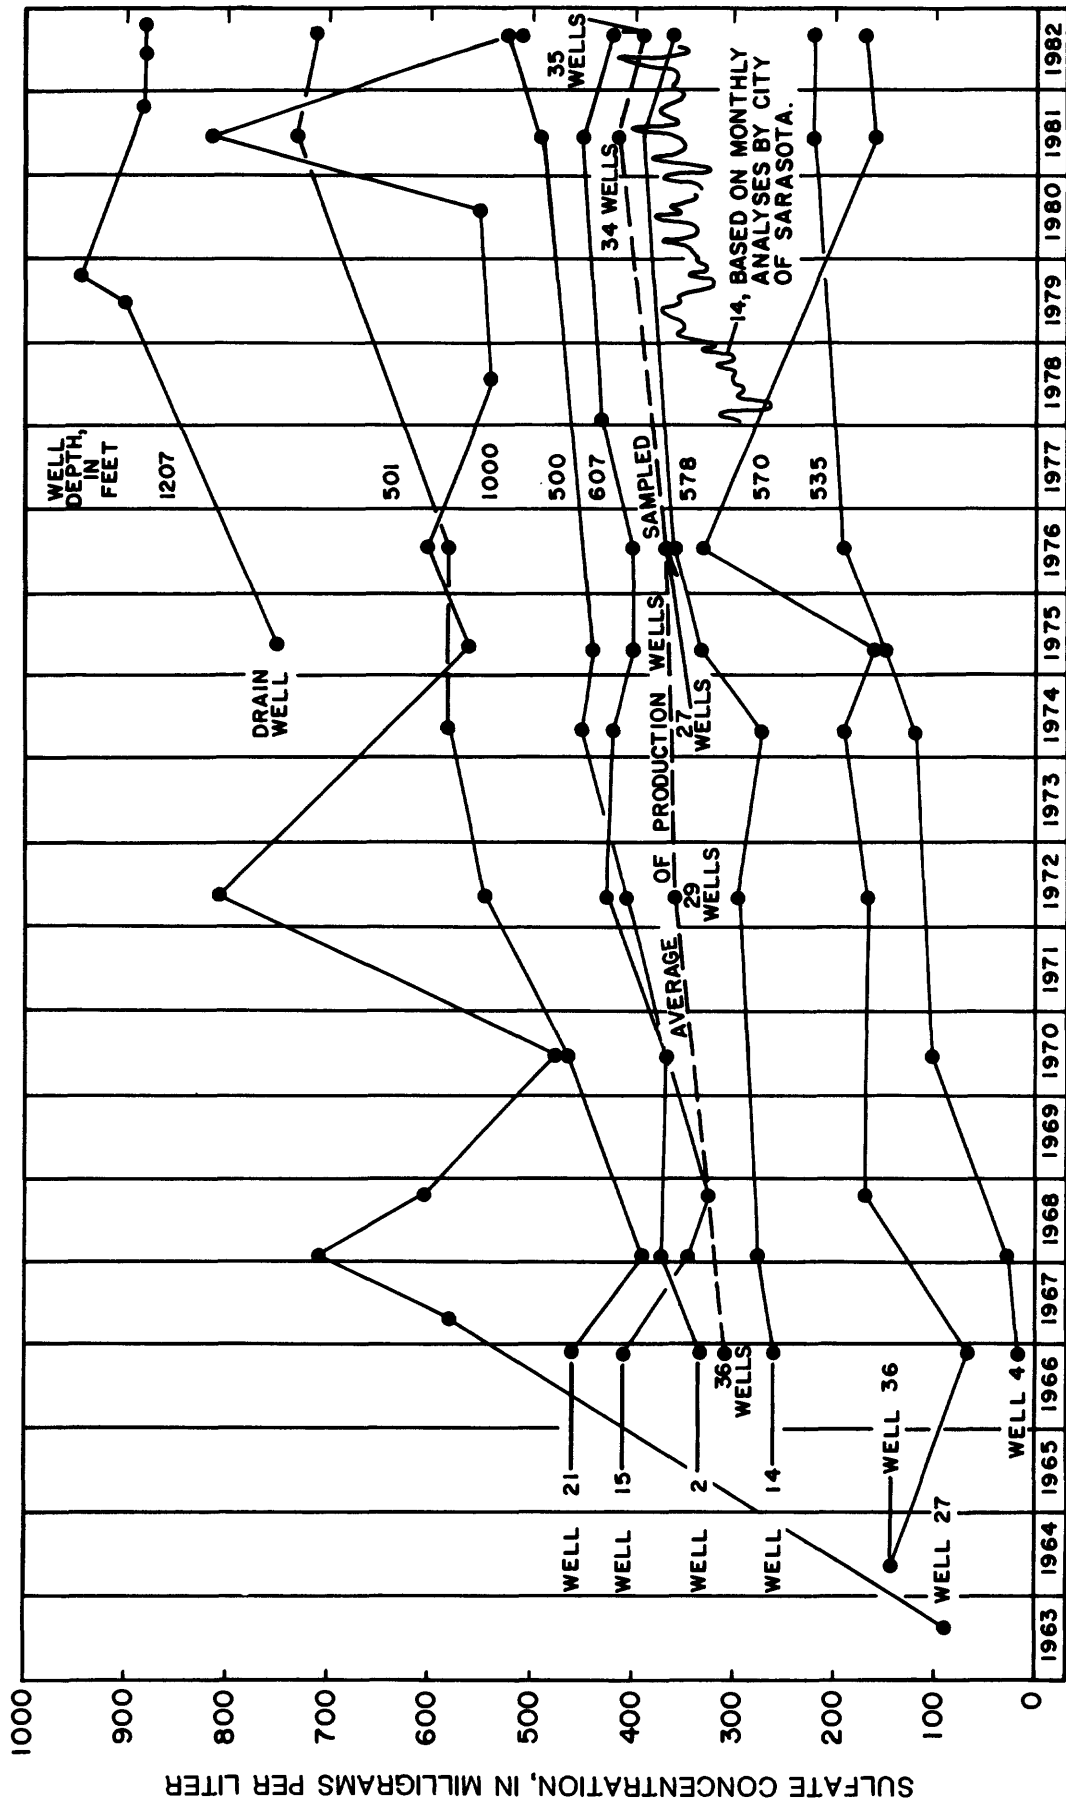 SULFATE CONCENTRATION, IN MILLIGRAMS PER LITER
1000
900
800
700
600
500
400
300
200
100
0
1963
1964
1965
1966
1967
1968
1969
1970
1971
1972
1973
1974
1975
1976
1977
1978
1979
1980
1981
1982
WELL 21
WELL 15
WELL 2
WELL 14
WELL 36
WELL 27
WELL 4
36
WELLS
AVERAGE OF PRODUCTION WELLS SAMPLED
29
WELLS
27
WELLS
34 WELLS
35
WELLS
DRAIN
WELL
WELL
DEPTH,
IN
FEET
1207
501
1000
500
607
578
570
535
14, BASED ON MONTHLY
ANALYSES BY CITY
OF SARASOTA.